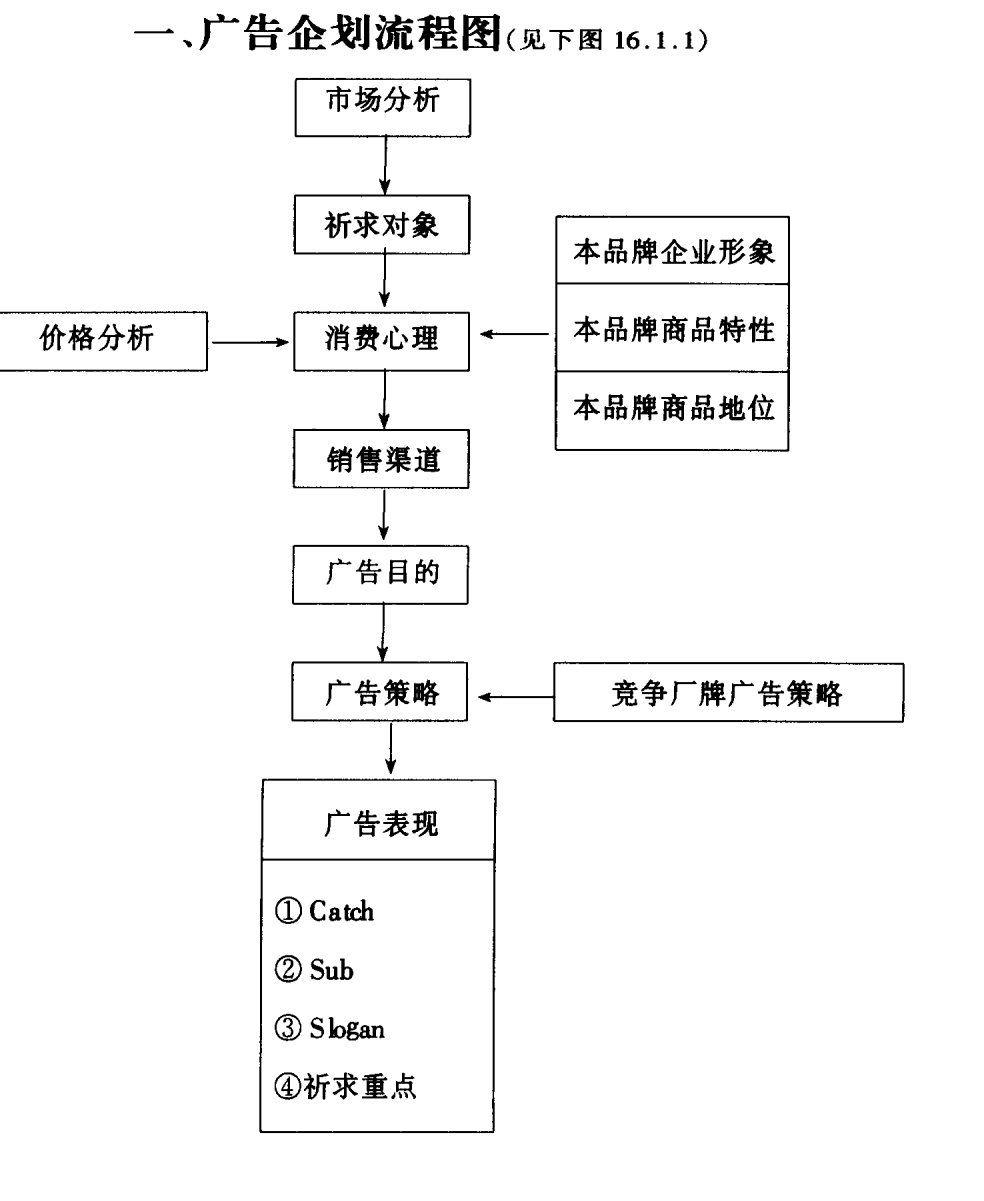 一、广告企划流程图(见下图 16.1.1)
市场分析
祈求对象
本品牌企业形象
价格分析
消费心理
本品牌商品特性
本品牌商品地位
销售渠道
广告目的
广告策略
竞争厂牌广告策略
广告表现
① Catch
② Sub
③ Slogan
④祈求重点